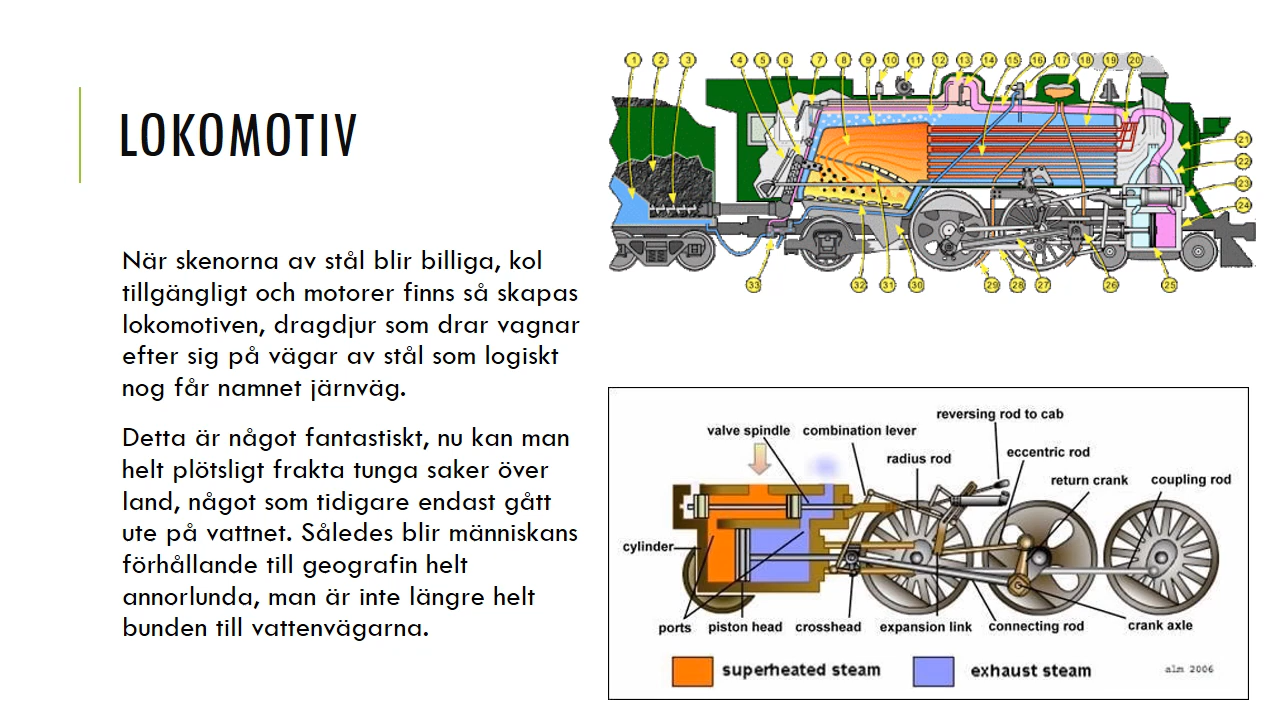 LOKOMOTIV
När skenorna av stål blir billiga, kol
tillgängligt och motorer finns så skapas
lokomotiven, dragdjur som drar vagnar
efter sig på vägar av stål som logiskt
nog får namnet järnväg.
Detta är något fantastiskt, nu kan man
helt plötsligt frakta tunga saker över
land, något som tidigare endast gått
ute på vattnet. Således blir människans
förhållande till geografin helt
annorlunda, man är inte längre helt
bunden till vattenvägarna.
1 2 3 4 5 6 7 8 9 10 11 12 13 14 15 16 17 18 19 20
21
22
23
24
33 32 31 30 29 28 27 26 25
reversing rod to cab
valve spindle combination lever
eccentric rod
radius rod
return crank coupling rod
cylinder
ports piston head crosshead expansion link connecting rod crank axle
superheated steam exhaust steam alm 2006